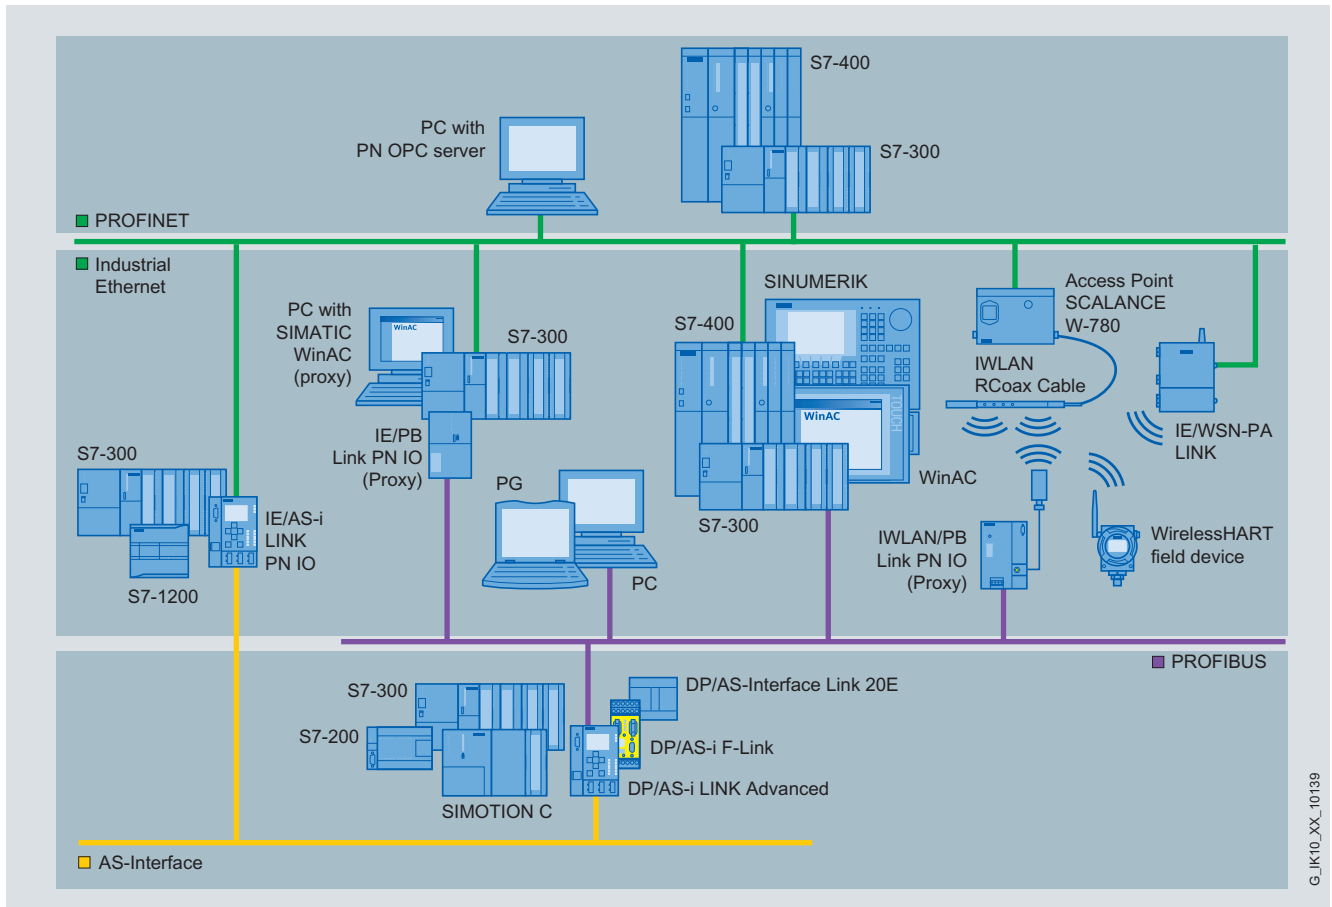 S7-400
PC with
PN OPC server
S7-300
PROFINET
Industrial
Ethernet
PC with
SIMATIC
WinAC
(proxy)
WinAC
S7-300
SINUMERIK
S7-400
Access Point
SCALANCE
W-780
IWLAN
RCoax Cable
TOUCH
WinAC
IE/PB
Link PN IO
(Proxy)
IE/WSN-PA
LINK
S7-300
PG
WinAC
S7-300
IE/AS-i
LINK
PN IO
IWLAN/PB
Link PN IO
(Proxy)
WirelessHART
field device
PC
S7-1200
PROFIBUS
S7-300
DP/AS-Interface Link 20E
S7-200
DP/AS-i F-Link
DP/AS-i LINK Advanced
SIMOTION C
AS-Interface
G_IK10_XX_10139